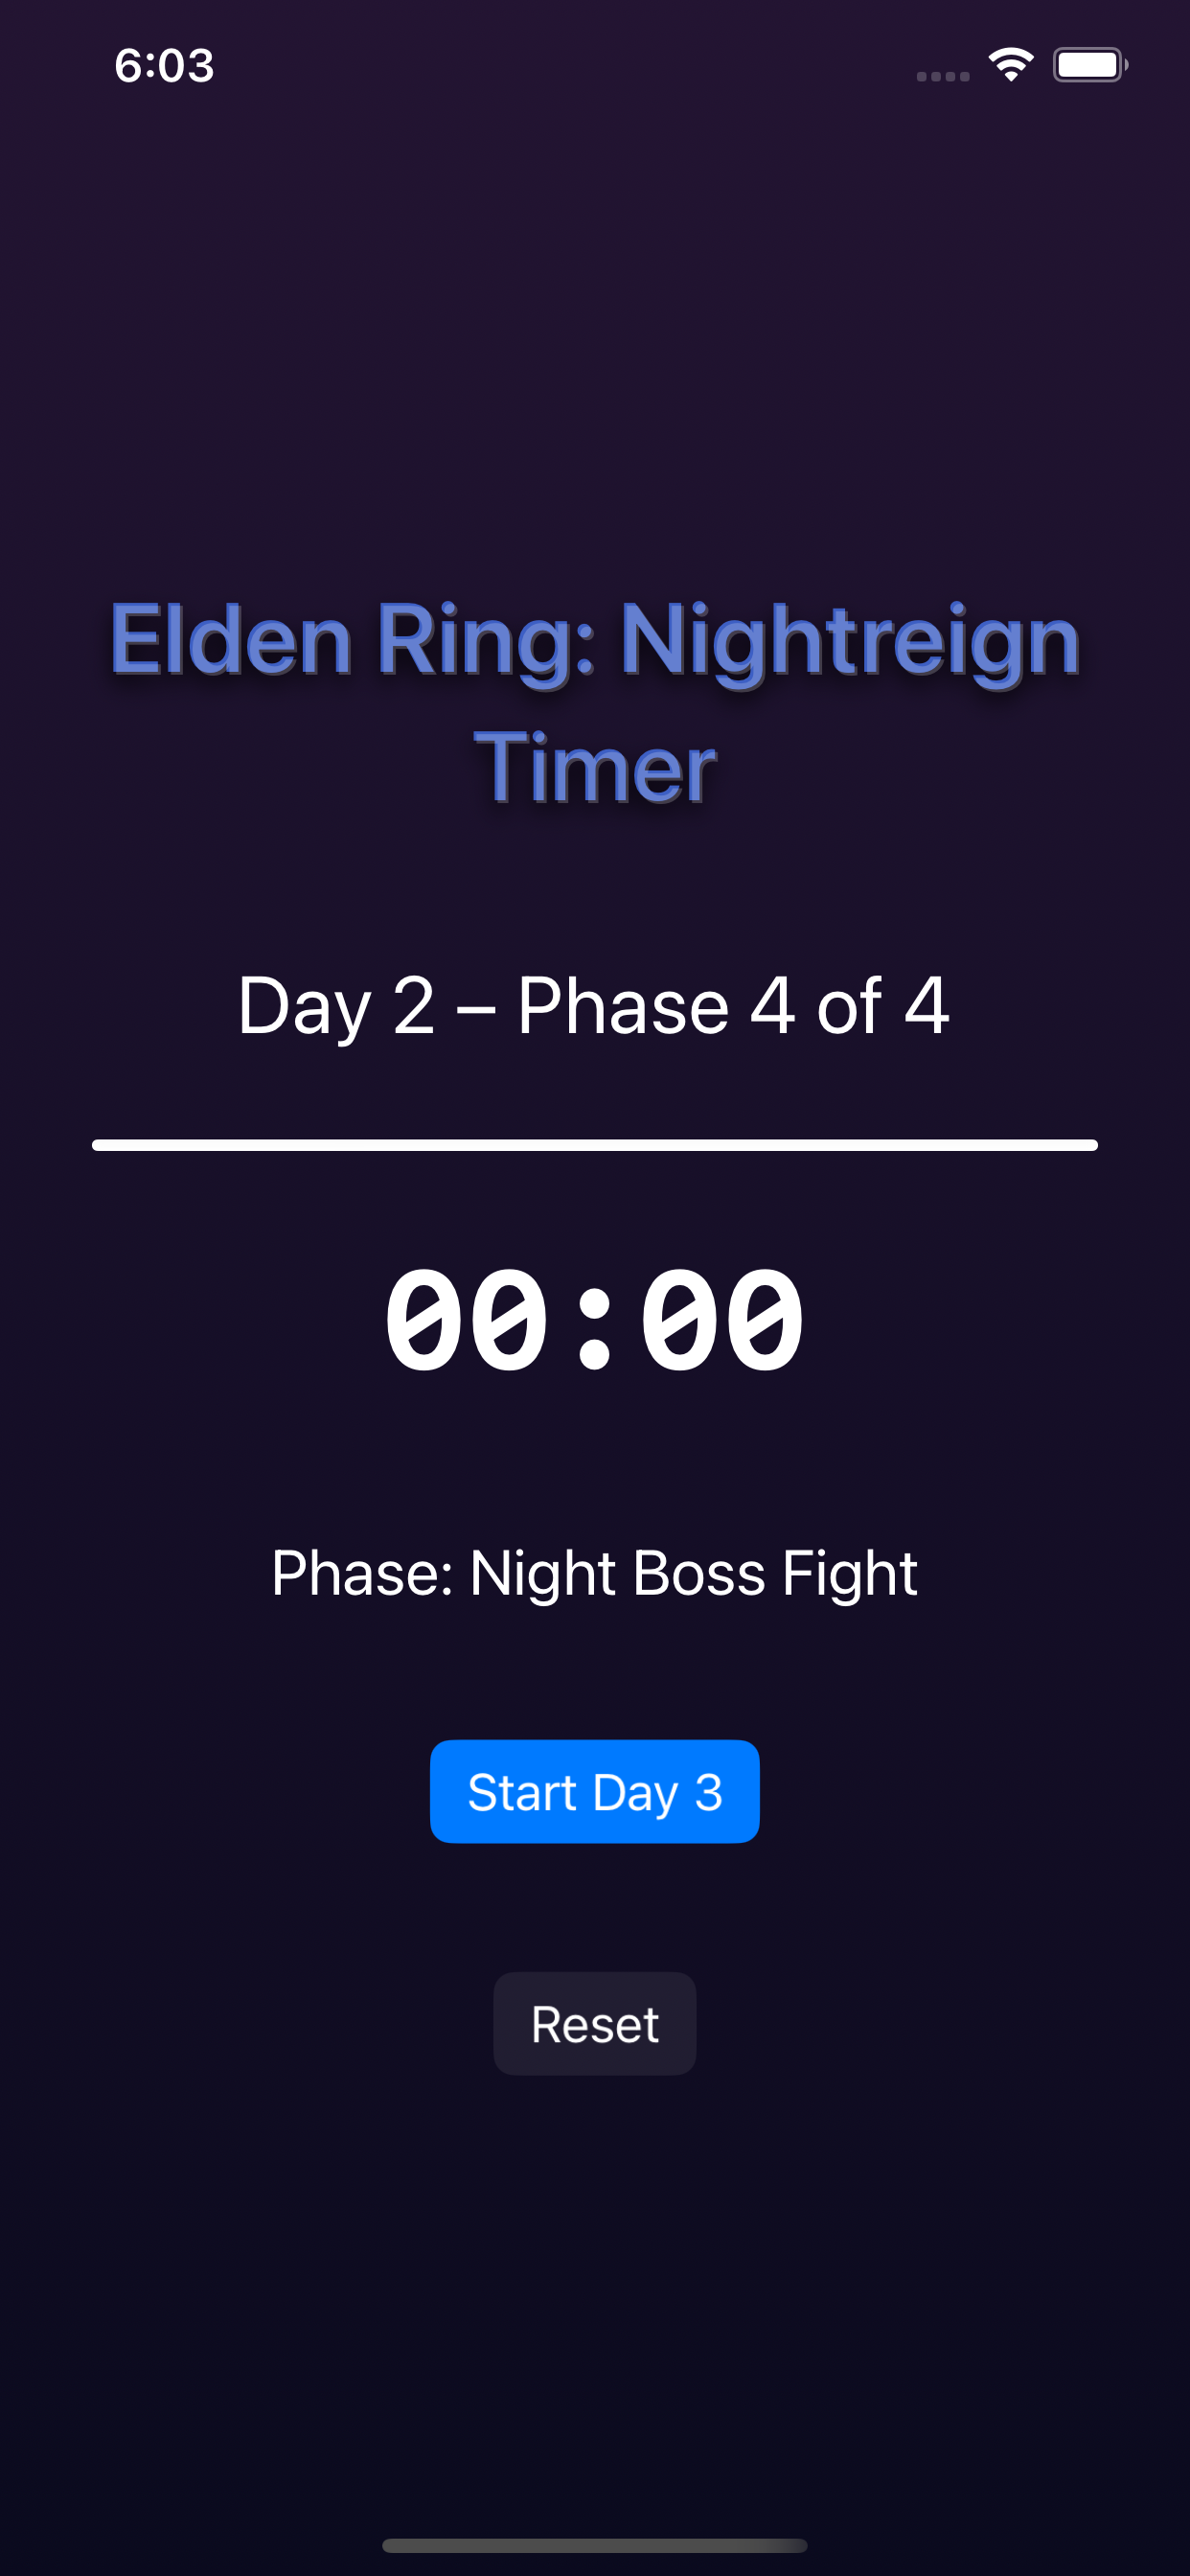 6:03
Elden Ring: Nightreign
Timer
Day 2 – Phase 4 of 4
00:00
Phase: Night Boss Fight
Start Day 3
Reset